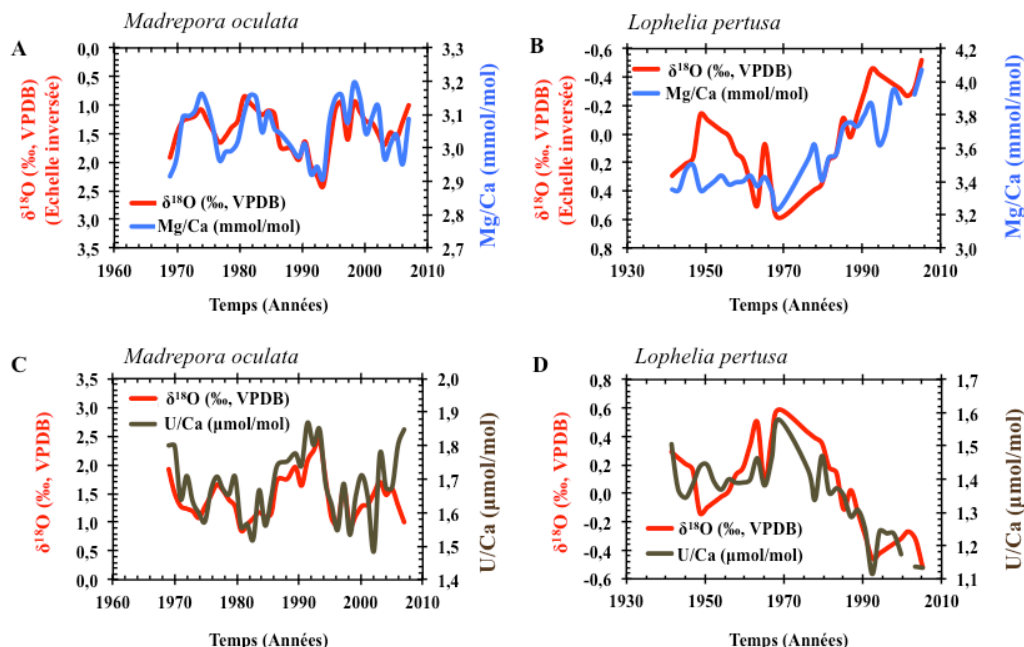 Madrepora oculata
A
0,0
0,5
1,0
1,5
2,0
2,5
3,0
3,5
δ¹⁸O (‰, VPDB)
(Echelle inversée)
3,3
3,2
3,1
3,0
2,9
2,8
2,7
Mg/Ca (mmol/mol)
δ¹⁸O (‰, VPDB)
Mg/Ca (mmol/mol)
1960 1970 1980 1990 2000 2010
Temps (Années)
Lophelia pertusa
B
-0,6
-0,4
-0,2
0,0
0,2
0,4
0,6
0,8
δ¹⁸O (‰, VPDB)
(Echelle inversée)
4,2
4,0
3,8
3,6
3,4
3,2
3,0
Mg/Ca (mmol/mol)
δ¹⁸O (‰, VPDB)
Mg/Ca (mmol/mol)
1930 1950 1970 1990 2010
Temps (Années)
Madrepora oculata
C
3,5
3,0
2,5
2,0
1,5
1,0
0,5
0,0
δ¹⁸O (‰, VPDB)
2,0
1,9
1,8
1,7
1,6
1,5
1,4
U/Ca (µmol/mol)
δ¹⁸O (‰, VPDB)
U/Ca (µmol/mol)
1960 1970 1980 1990 2000 2010
Temps (Années)
Lophelia pertusa
D
0,8
0,6
0,4
0,2
0,0
-0,2
-0,4
-0,6
δ¹⁸O (‰, VPDB)
1,7
1,6
1,5
1,4
1,3
1,2
1,1
U/Ca (µmol/mol)
δ¹⁸O (‰, VPDB)
U/Ca (µmol/mol)
1930 1950 1970 1990 2010
Temps (Années)